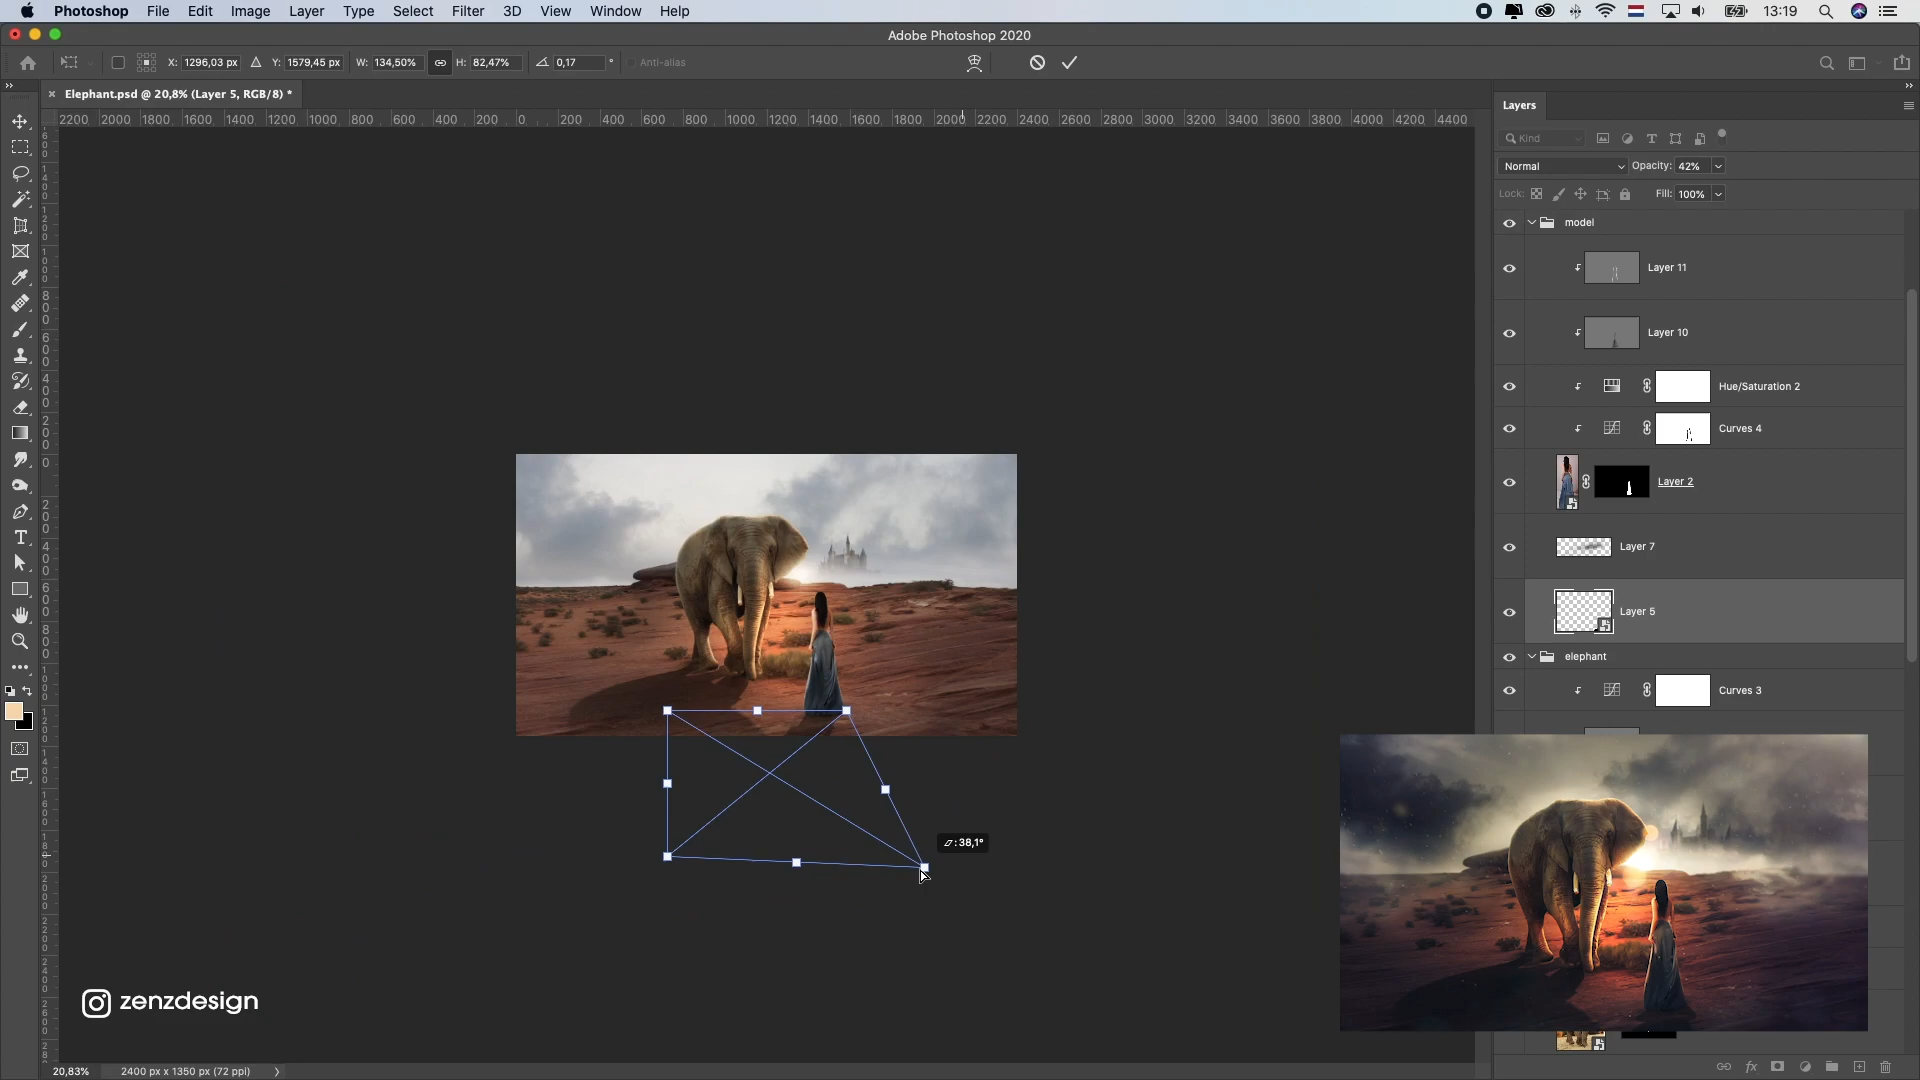 Photoshop File Edit Image Layer Type Select Filter 3D View Window Help 13:19
Adobe Photoshop 2020
X: 1296,03 px Y: 1579,45 px W: 134,50% H: 82,47% 0,17 ° Anti-alias
Elephant.psd @ 20,8% (Layer 5, RGB/8) *
2200 2000 1800 1600 1400 1200 1000 800 600 400 200 0 200 400 600 800 1000 1200 1400 1600 1800 2000 2200 2400 2600 2800 3000 3200 3400 3600 3800 4000 4200 4400
Layers
Kind
Normal Opacity: 42%
Lock: Fill: 100%
model
Layer 11
Layer 10
Hue/Saturation 2
Curves 4
Layer 2
Layer 7
Layer 5
elephant
Curves 3
:38,1°
zenzdesign
20,83% 2400 px x 1350 px (72 ppi)